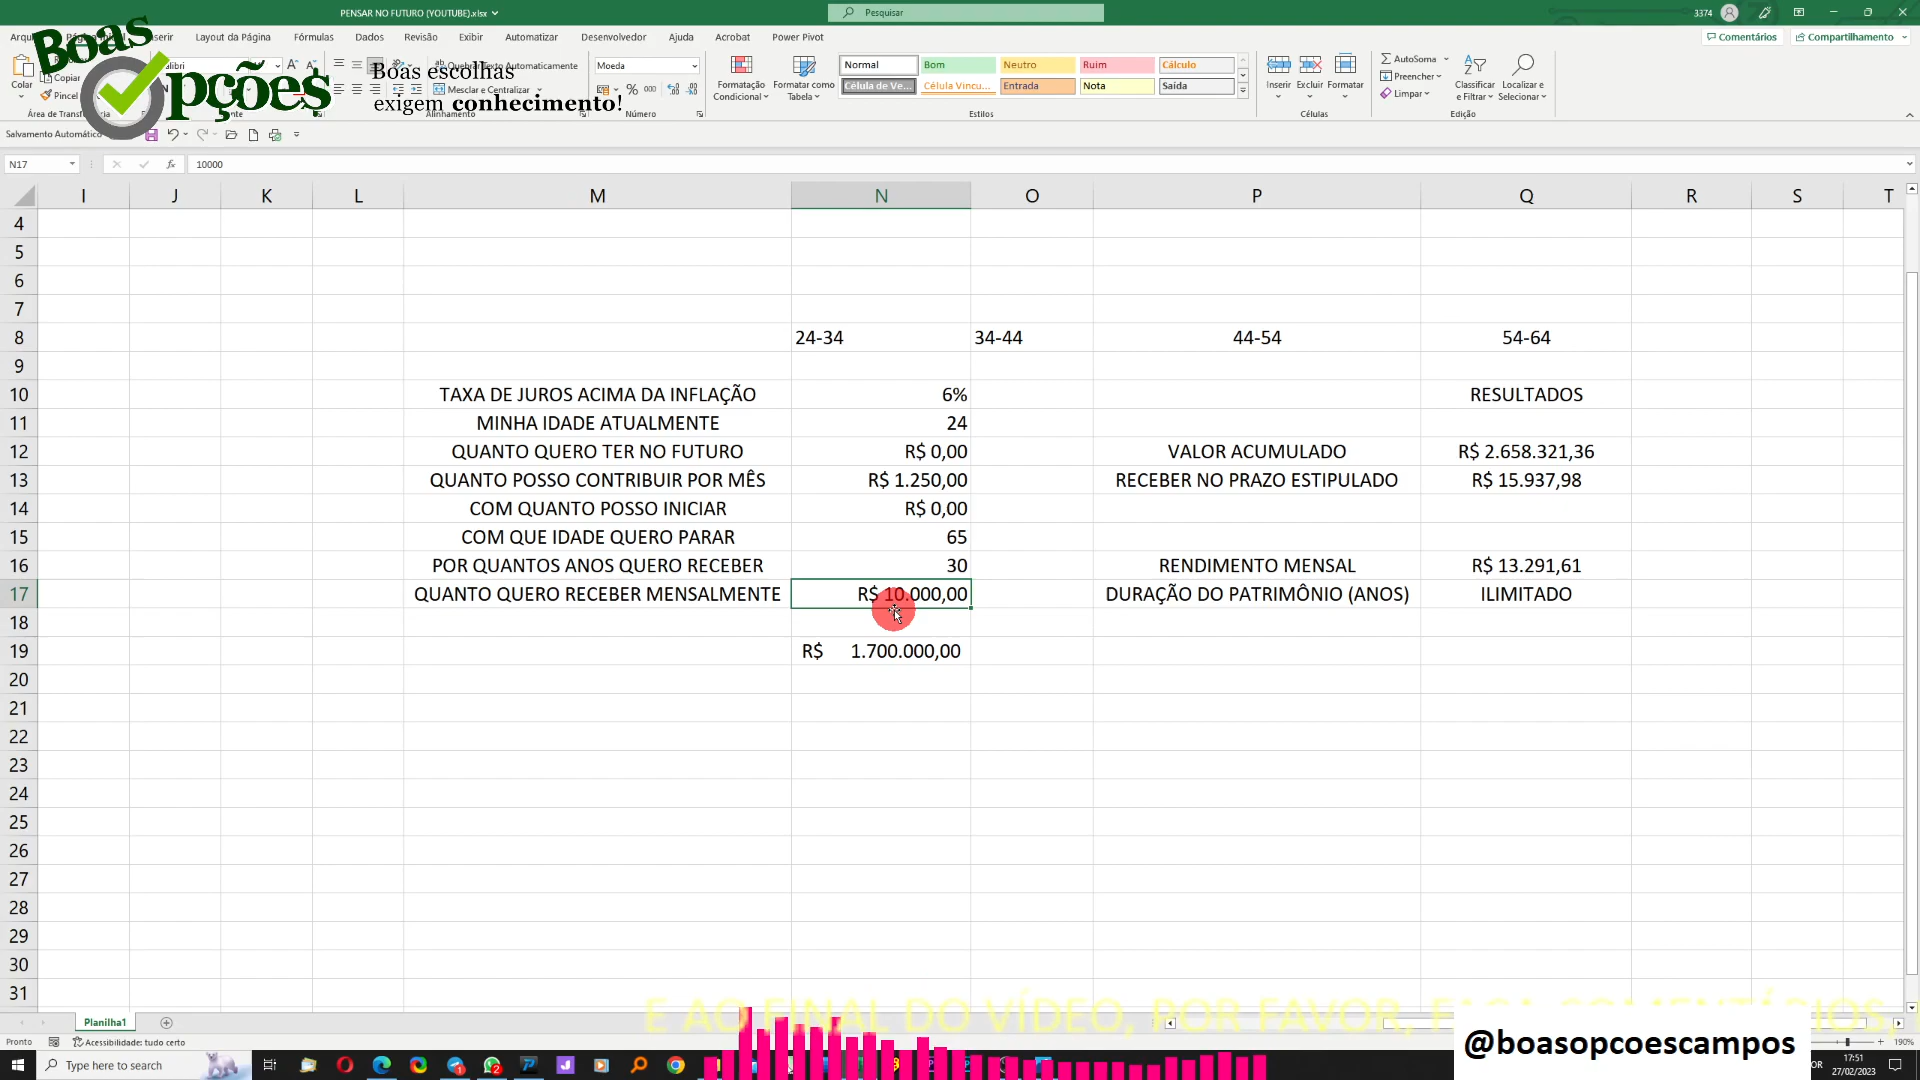 PENSAR NO FUTURO (YOUTUBE).xlsx
Pesquisar
3374
Layout da Página Fórmulas Dados Revisão Exibir Automatizar Desenvolvedor Ajuda Acrobat Power Pivot
Comentários Compartilhamento
Boas
Opções
Boas escolhas
exigem conhecimento!
Colar
Copiar
Pincel
Quebrar Texto Automaticamente
Mesclar e Centralizar
Moeda
Formatação Condicional
Formatar como Tabela
Normal Bom Neutro Ruim Cálculo
Célula de Ve... Célula Vincu... Entrada Nota Saída
Inserir Excluir Formatar
AutoSoma
Preencher
Limpar
Classificar e Filtrar
Localizar e Selecionar
Alinhamento Número Estilos Células Edição
Salvamento Automático
N17 10000
I J K L M N O P Q R S T
4
5
6
7
8 24-34 34-44 44-54 54-64
9
10 TAXA DE JUROS ACIMA DA INFLAÇÃO 6% RESULTADOS
11 MINHA IDADE ATUALMENTE 24
12 QUANTO QUERO TER NO FUTURO R$ 0,00 VALOR ACUMULADO R$ 2.658.321,36
13 QUANTO POSSO CONTRIBUIR POR MÊS R$ 1.250,00 RECEBER NO PRAZO ESTIPULADO R$ 15.937,98
14 COM QUANTO POSSO INICIAR R$ 0,00
15 COM QUE IDADE QUERO PARAR 65
16 POR QUANTOS ANOS QUERO RECEBER 30 RENDIMENTO MENSAL R$ 13.291,61
17 QUANTO QUERO RECEBER MENSALMENTE R$ 10.000,00 DURAÇÃO DO PATRIMÔNIO (ANOS) ILIMITADO
18
19 R$ 1.700.000,00
20
21
22
23
24
25
26
27
28
29
30
31
E AO FINAL DO VÍDEO, POR FAVOR,
Planilha1
Pronto Acessibilidade: tudo certo
190%
@boasopcoescampos
Type here to search
17:51
27/02/2023